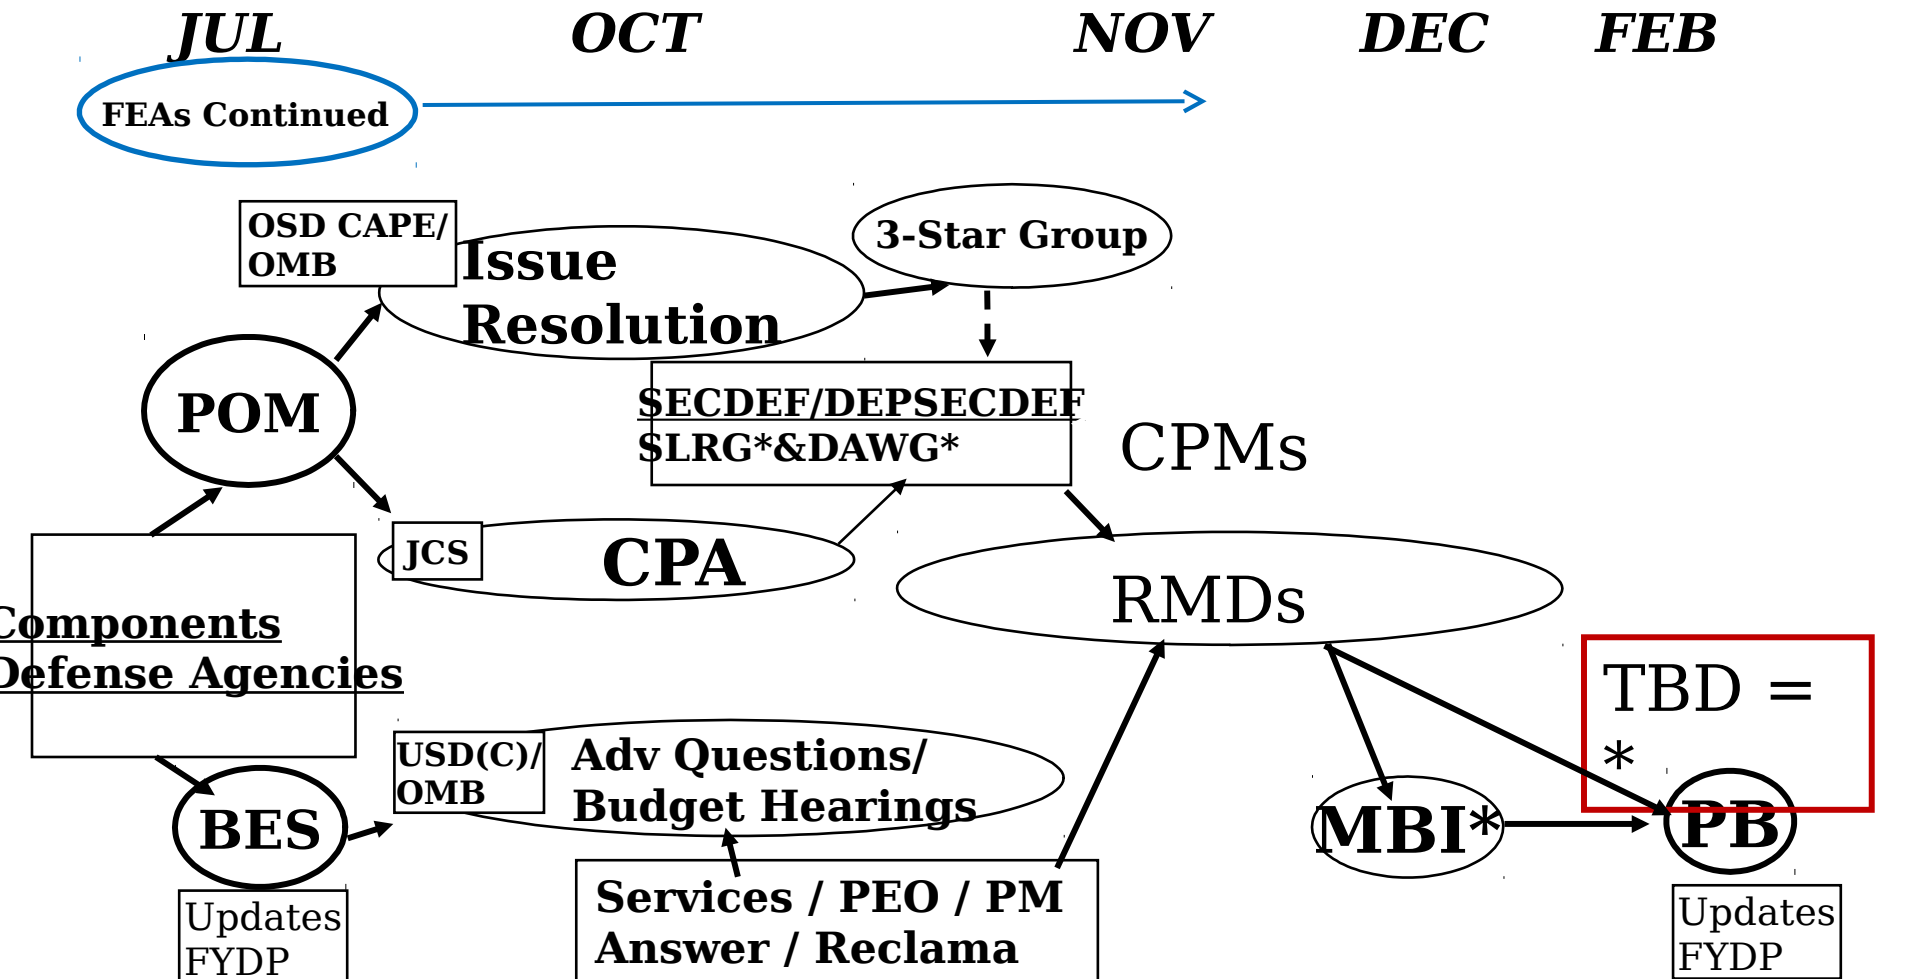 JUL OCT NOV DEC FEB
FEAs Continued
OSD CAPE/
OMB
Issue
Resolution
3-Star Group
POM
SECDEF/DEPSECDEF
SLRG*&DAWG*
CPMs
JCS
CPA
RMDs
Components
Defense Agencies
TBD =
*
USD(C)/
OMB
Adv Questions/
Budget Hearings
BES
MBI*
PB
Services / PEO / PM
Answer / Reclama
Updates
FYDP
Updates
FYDP